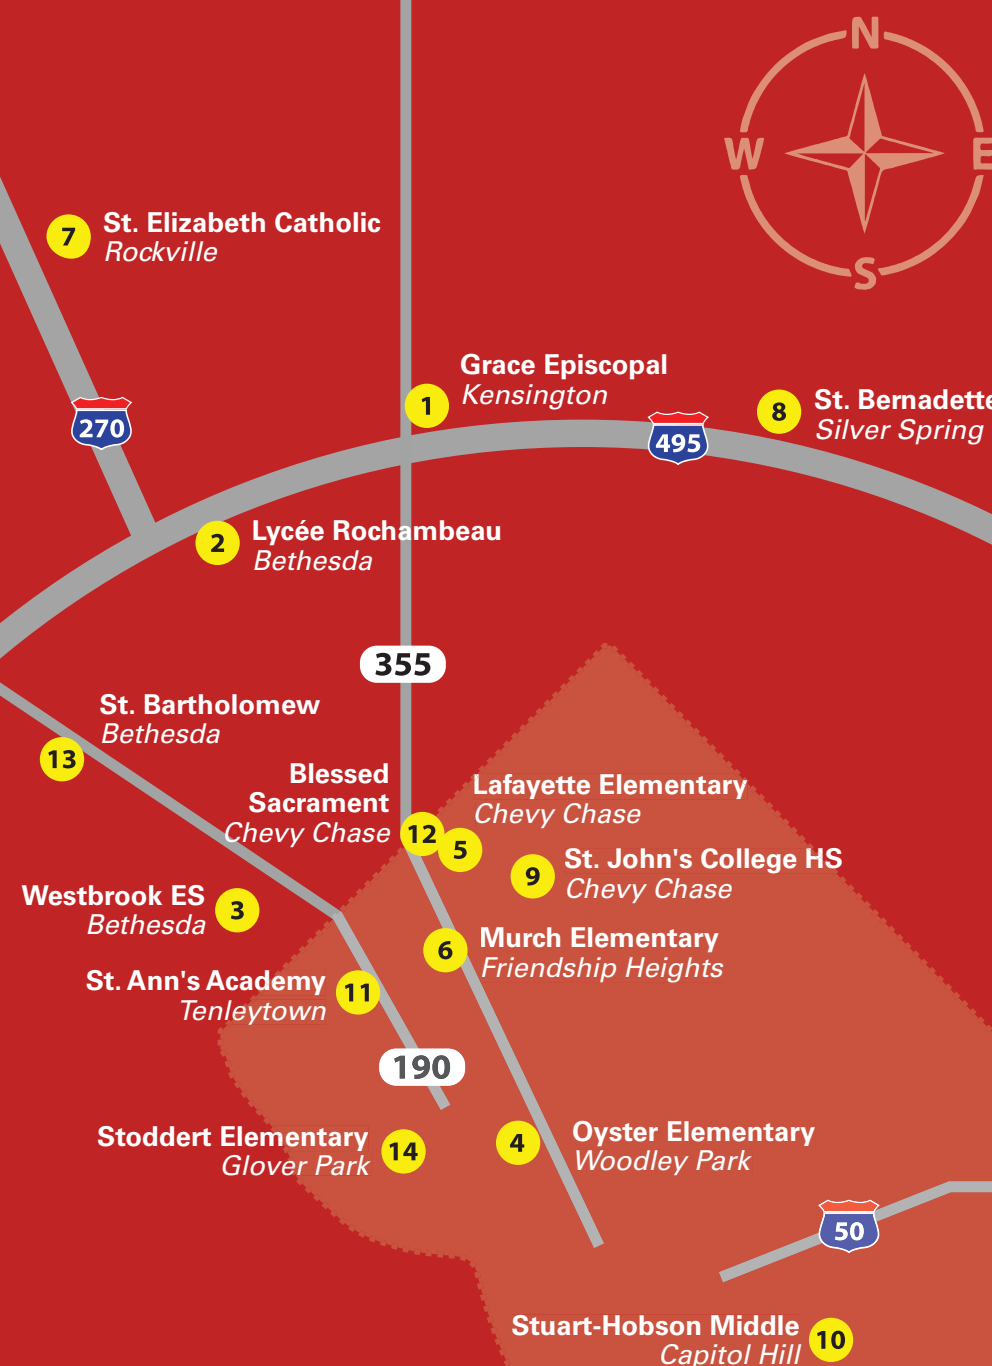 N
W
E
S
7
St. Elizabeth Catholic
Rockville
270
1
Grace Episcopal
Kensington
495
8
St. Bernadette
Silver Spring
2
Lycée Rochambeau
Bethesda
355
St. Bartholomew
Bethesda
13
Blessed
Sacrament
Chevy Chase
12
5
Lafayette Elementary
Chevy Chase
9
St. John's College HS
Chevy Chase
Westbrook ES
Bethesda
3
6
Murch Elementary
Friendship Heights
St. Ann's Academy
Tenleytown
11
190
Stoddert Elementary
Glover Park
14
4
Oyster Elementary
Woodley Park
50
Stuart-Hobson Middle
Capitol Hill
10